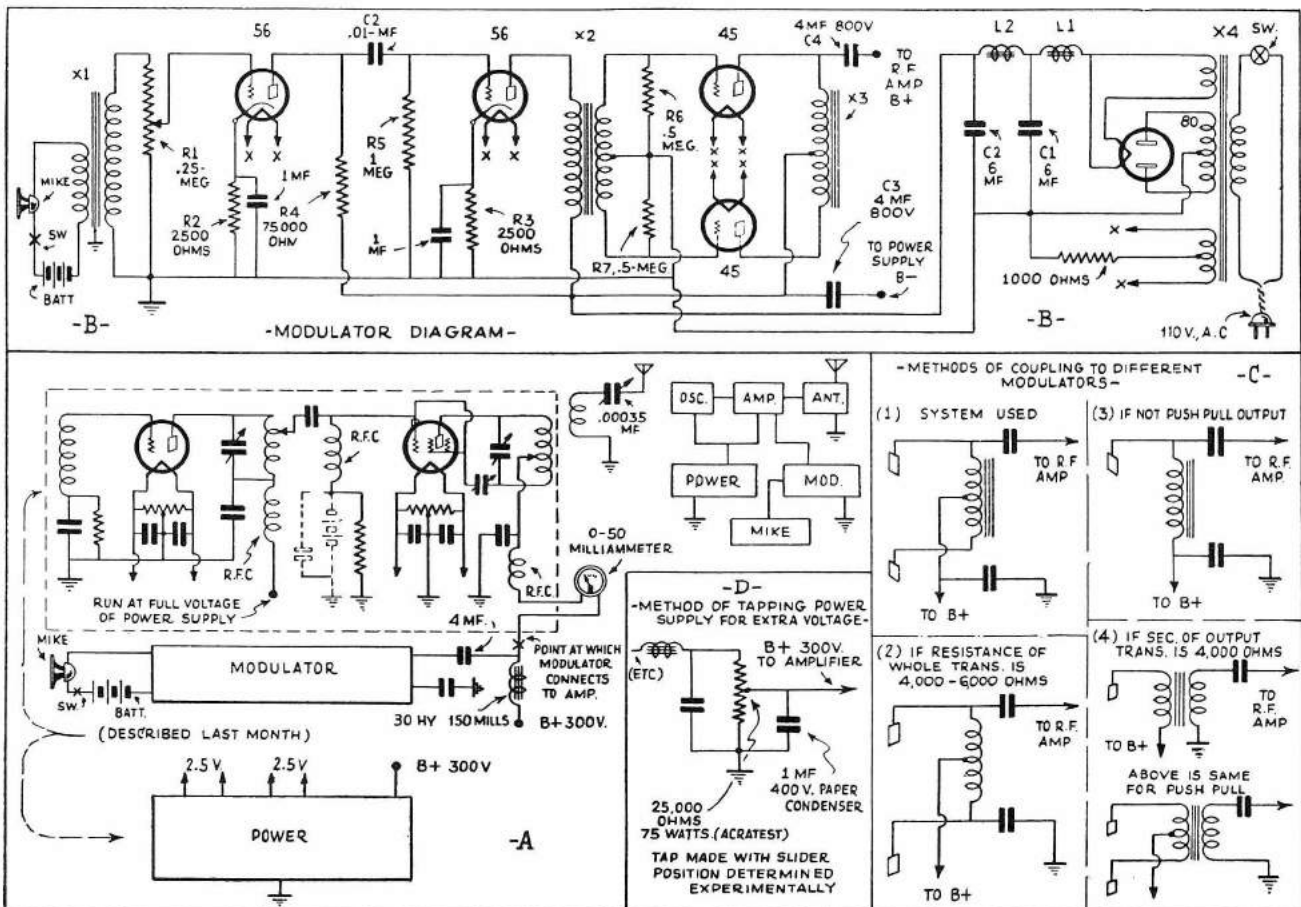 56
C2
.01-MF
56
X2
45
4 MF 800V
C4
TO
R.F.
AMP
B+
L2
L1
X4
SW.
X1
R1
.25-
MEG
MIKE
SW
BATT
R2
2500
OHMS
1 MF
R4
75000
OHM
R5
1
MEG
1
MF
R3
2500
OHMS
R6
.5
MEG.
R7,.5-MEG
X
X
X
X
X
X
X
X
45
X3
C3
4 MF
800V
TO POWER
SUPPLY
B-
C2
6
MF
C1
6
MF
80
X
X
1000 OHMS
110 V., A.C
-B-
-MODULATOR DIAGRAM-
-B-
R.F.C
R.F.C
RUN AT FULL VOLTAGE
OF POWER SUPPLY
R.F.C.
.00035
MF
OSC.
AMP.
ANT.
POWER
MOD.
MIKE
0-50
MILLIAMMETER
4 MF.
X
POINT AT WHICH
MODULATOR
CONNECTS
TO AMP.
MIKE
SW.
BATT.
MODULATOR
30 HY
150 MILLS
B+300V.
(DESCRIBED LAST MONTH)
2.5 V.
2.5 V.
B+ 300V
POWER
-A-
-D-
-METHOD OF TAPPING POWER
SUPPLY FOR EXTRA VOLTAGE-
(ETC)
B+ 300V.
TO AMPLIFIER
1 MF
400 V. PAPER
CONDENSER
25,000
OHMS
75 WATTS.(ACRATEST)
TAP MADE WITH SLIDER
POSITION DETERMINED
EXPERIMENTALLY
-METHODS OF COUPLING TO DIFFERENT
MODULATORS-
-C-
(1) SYSTEM USED
TO R.F.
AMP
TO B+
(2) IF RESISTANCE OF
WHOLE TRANS. IS
4,000-6,000 OHMS
TO R.F.
AMP
TO B+
(3) IF NOT PUSH PULL OUTPUT
TO R.F.
AMP.
TO B+
(4) IF SEC. OF OUTPUT
TRANS. IS 4,000 OHMS
TO
R.F.
AMP
TO B+
ABOVE IS SAME
FOR PUSH PULL